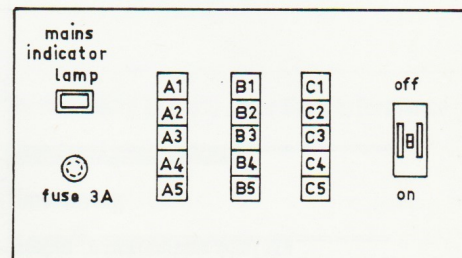 mains
indicator
lamp
fuse 3A
A1
A2
A3
A4
A5
B1
B2
B3
B4
B5
C1
C2
C3
C4
C5
off
on